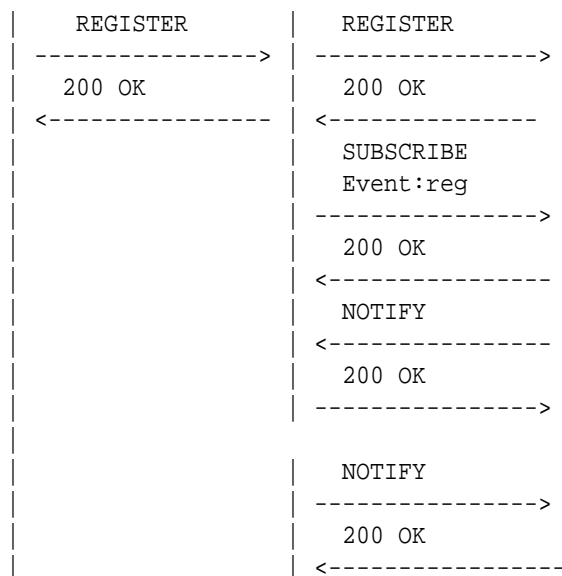 |    REGISTER       |   REGISTER
| ----------------> | ---------------->
|   200 OK          |   200 OK
| <---------------- | <---------------
|                   |   SUBSCRIBE
|                   |   Event:reg
|                   | ---------------->
|                   |   200 OK
|                   | <----------------
|                   |   NOTIFY
|                   | <----------------
|                   |   200 OK
|                   | ---------------->
|
|                   |   NOTIFY
|                   | ---------------->
|                   |   200 OK
|                   | <-----------------